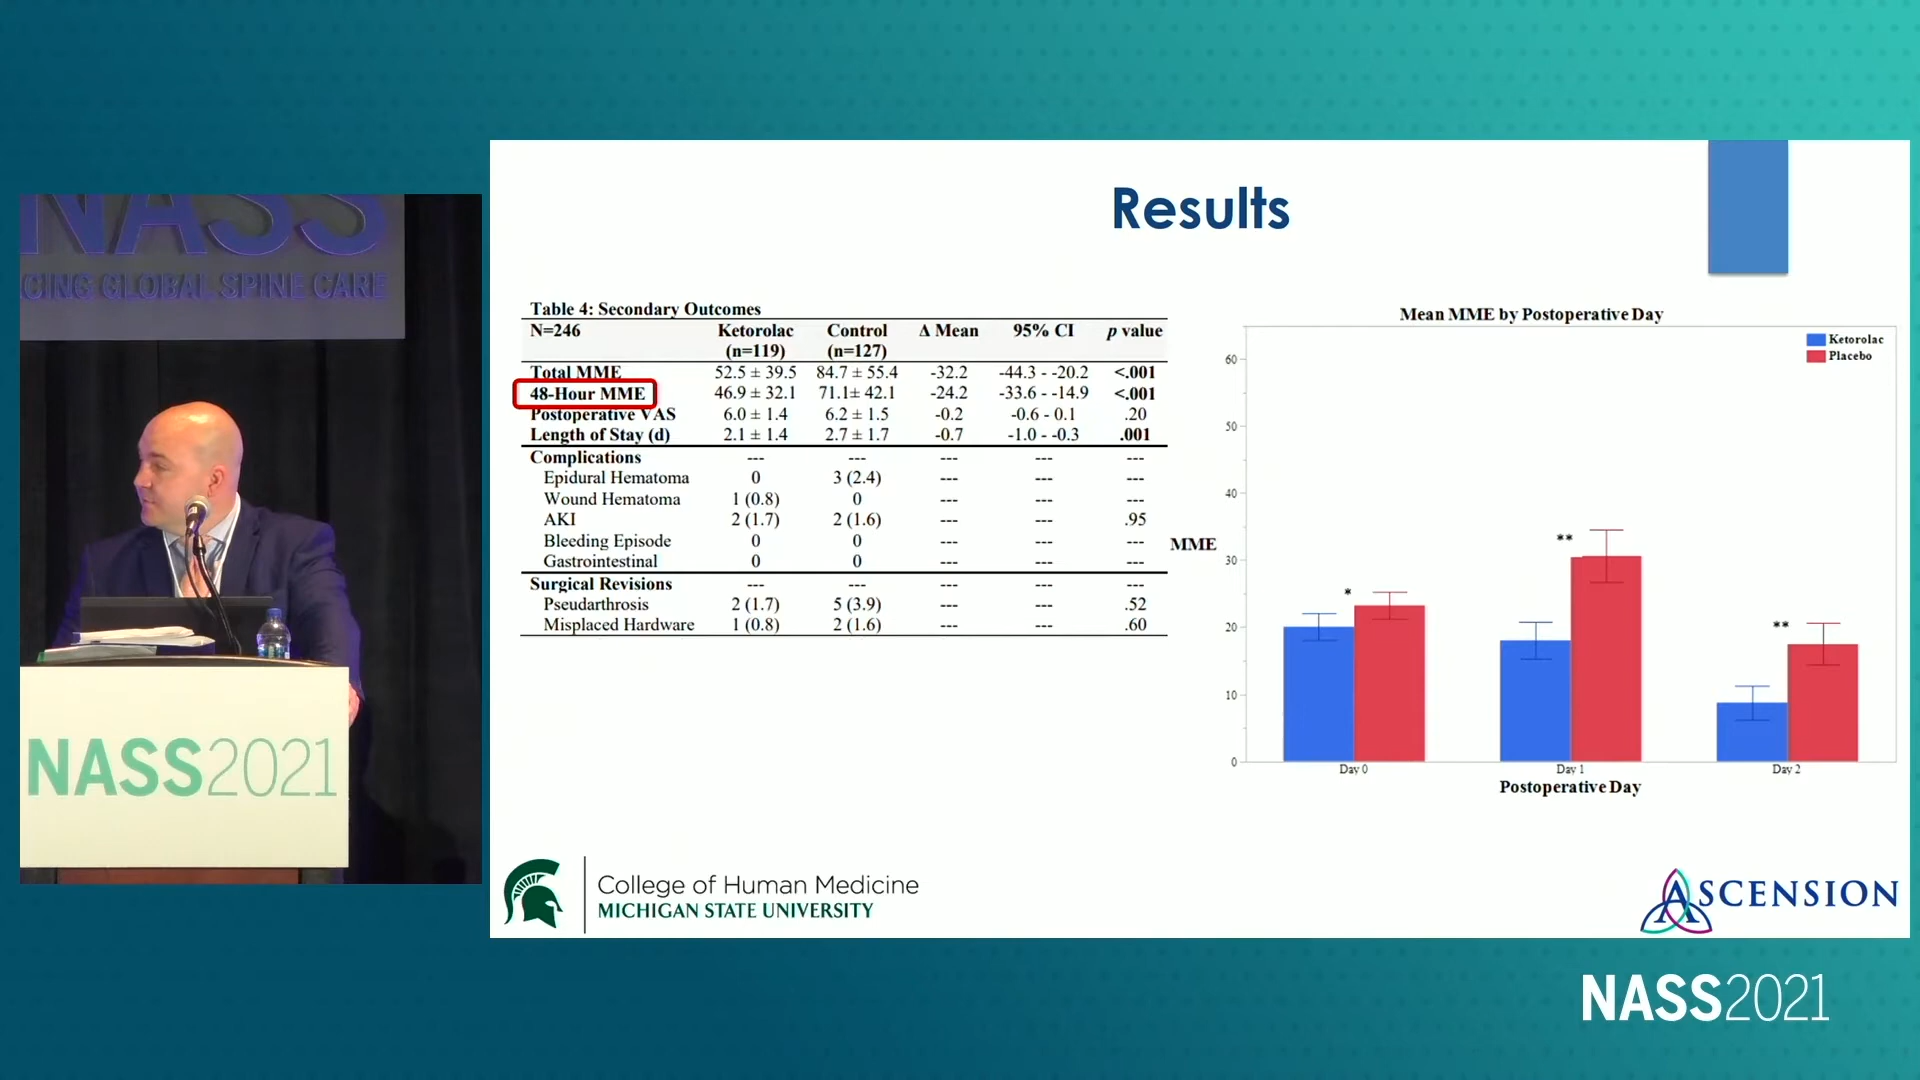 NASS
CING GLOBAL SPINE CARE
NASS2021
Results
Table 4: Secondary Outcomes
N=246 Ketorolac (n=119) Control (n=127) Δ Mean 95% CI p value
Total MME 52.5 ± 39.5 84.7 ± 55.4 -32.2 -44.3 - -20.2 <.001
48-Hour MME 46.9 ± 32.1 71.1± 42.1 -24.2 -33.6 - -14.9 <.001
Postoperative VAS 6.0 ± 1.4 6.2 ± 1.5 -0.2 -0.6 - 0.1 .20
Length of Stay (d) 2.1 ± 1.4 2.7 ± 1.7 -0.7 -1.0 - -0.3 .001
Complications --- --- --- --- ---
Epidural Hematoma 0 3 (2.4) --- --- ---
Wound Hematoma 1 (0.8) 0 --- --- ---
AKI 2 (1.7) 2 (1.6) --- --- .95
Bleeding Episode 0 0 --- --- ---
Gastrointestinal 0 0 --- --- ---
Surgical Revisions --- --- --- --- ---
Pseudarthrosis 2 (1.7) 5 (3.9) --- --- .52
Misplaced Hardware 1 (0.8) 2 (1.6) --- --- .60
Mean MME by Postoperative Day
Ketorolac
Placebo
MME
60
50
40
30
20
10
0
*
**
**
Day 0 Day 1 Day 2
Postoperative Day
College of Human Medicine
MICHIGAN STATE UNIVERSITY
ASCENSION
NASS2021